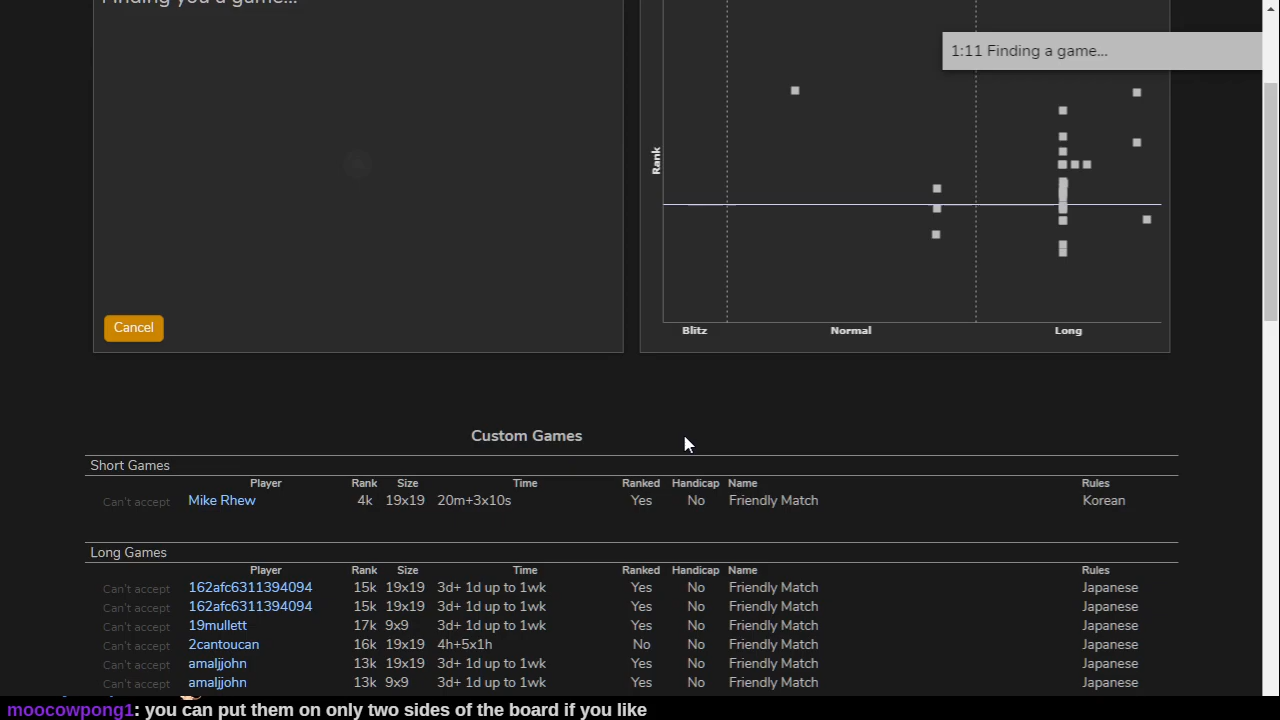 Finding you a game...
1:11 Finding a game...
Rank
Cancel
Blitz Normal Long
Custom Games
Short Games
Player Rank Size Time Ranked Handicap Name Rules
Can't accept Mike Rhew 4k 19x19 20m+3x10s Yes No Friendly Match Korean
Long Games
Player Rank Size Time Ranked Handicap Name Rules
Can't accept 162afc6311394094 15k 19x19 3d+ 1d up to 1wk Yes No Friendly Match Japanese
Can't accept 162afc6311394094 15k 19x19 3d+ 1d up to 1wk Yes No Friendly Match Japanese
Can't accept 19mullett 17k 9x9 3d+ 1d up to 1wk Yes No Friendly Match Japanese
Can't accept 2cantoucan 16k 19x19 4h+5x1h No No Friendly Match Japanese
Can't accept amaljjohn 13k 19x19 3d+ 1d up to 1wk Yes No Friendly Match Japanese
Can't accept amaljjohn 13k 9x9 3d+ 1d up to 1wk Yes No Friendly Match Japanese
moocowpong1: you can put them on only two sides of the board if you like